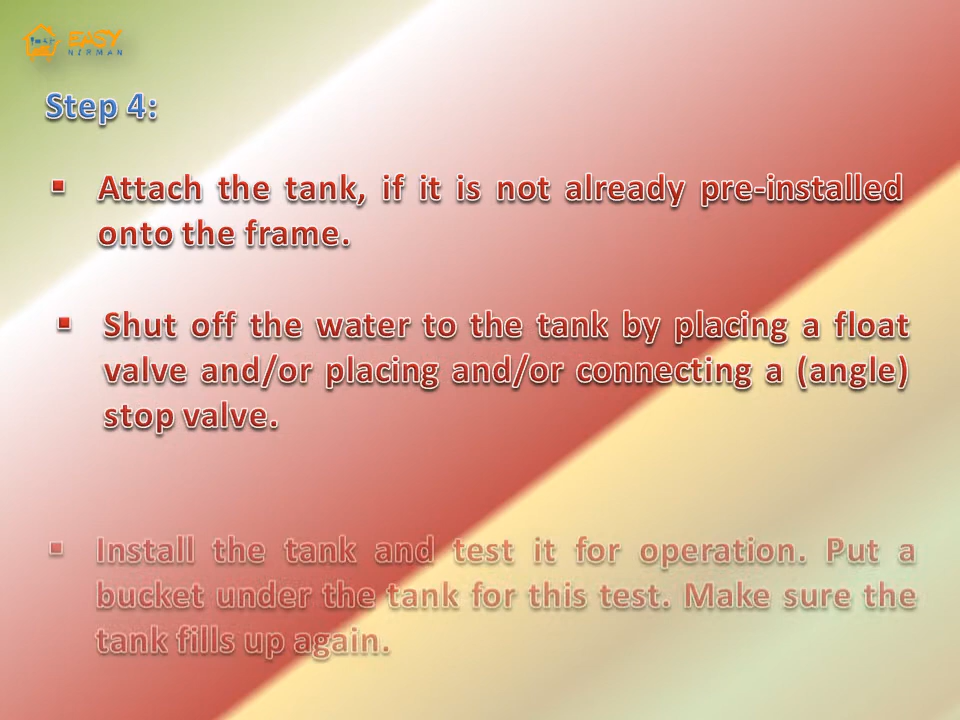 EASY
NIRMAN
Step 4:
▪ Attach the tank, if it is not already pre-installed
onto the frame.
▪ Shut off the water to the tank by placing a float
valve and/or placing and/or connecting a (angle)
stop valve.
▪ Install the tank and test it for operation. Put a
bucket under the tank for this test. Make sure the
tank fills up again.